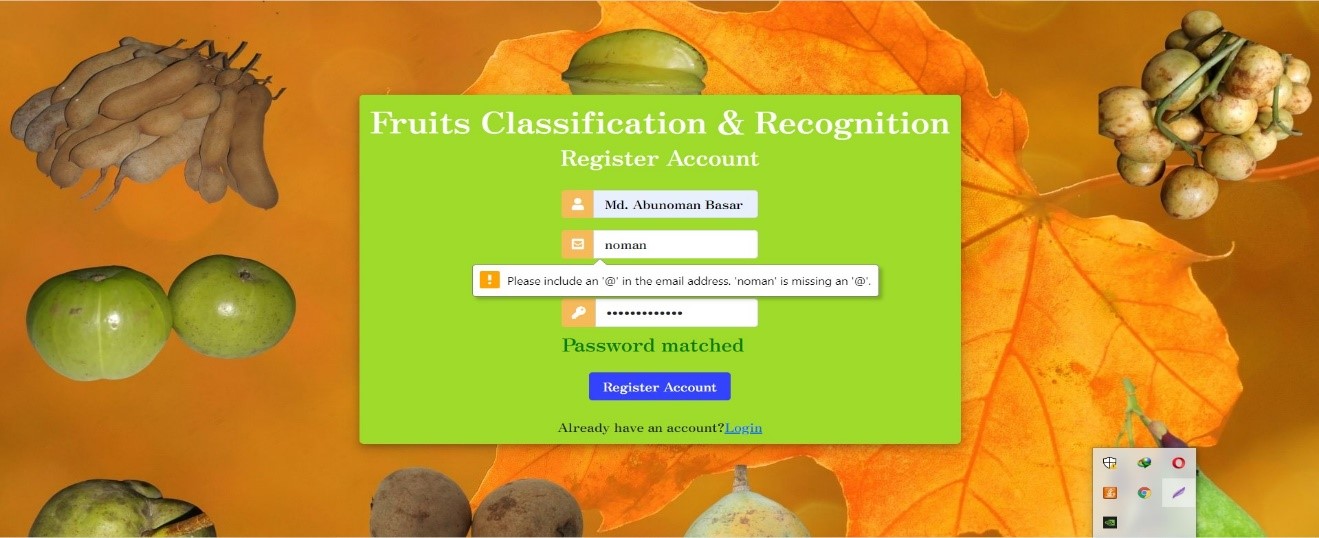 Fruits Classification & Recognition
Register Account
Md. Abunoman Basar
noman
Please include an '@' in the email address. 'noman' is missing an '@'.
•••••••••••••
Password matched
Register Account
Already have an account?Login